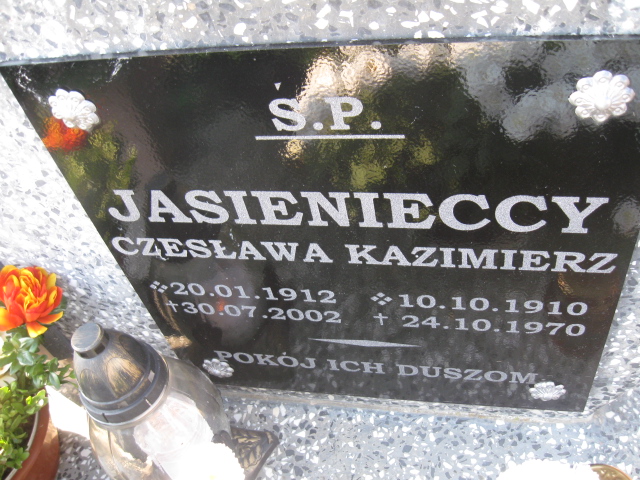 Ś.P.
JASIENIECCY
CZESŁAWA KAZIMIERZ
20.01.1912 10.10.1910
†30.07.2002 † 24.10.1970
POKÓJ ICH DUSZOM